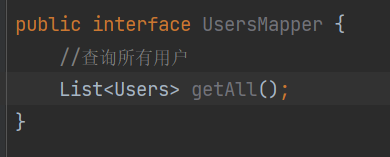 public interface UsersMapper {
//查询所有用户
List<Users> getAll();
}